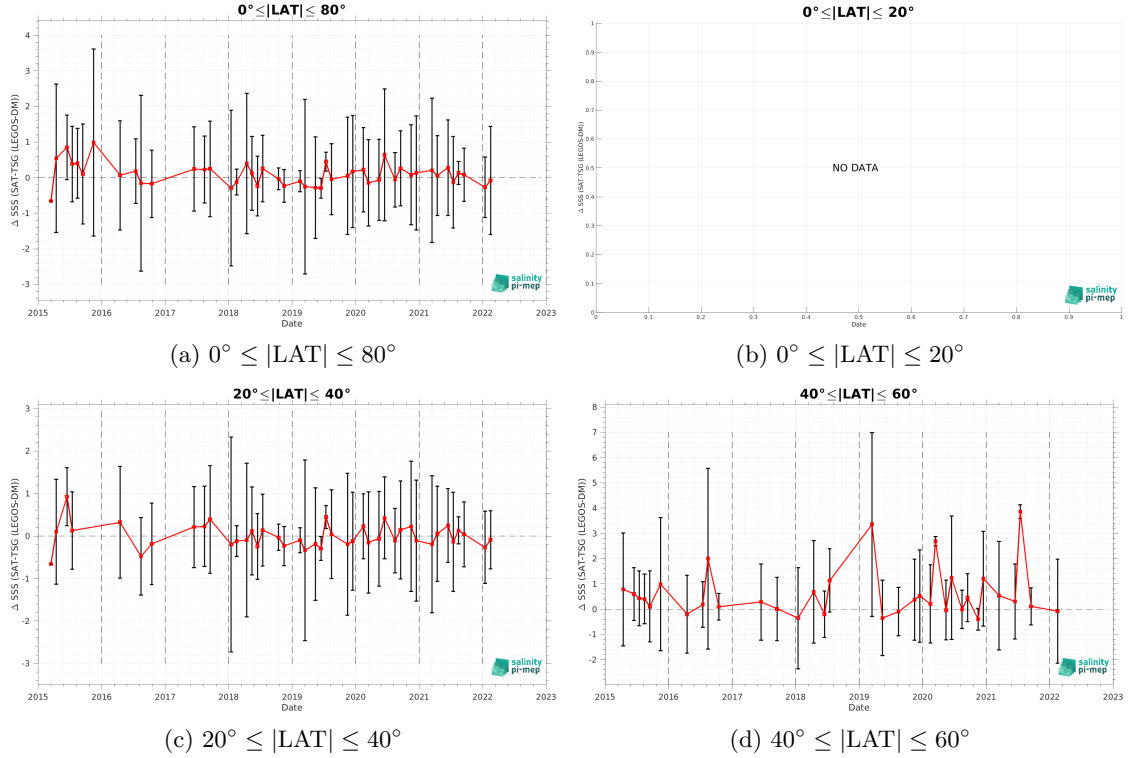 0°≤|LAT|≤ 80°
4
3
2
1
0
-1
-2
-3
Δ SSS (SAT-TSG (LEGOS-DM))
2015 2016 2017 2018 2019 2020 2021 2022 2023
Date
salinity
pi-mep
(a) 0° ≤ |LAT| ≤ 80°
0°≤|LAT|≤ 20°
1
0.9
0.8
0.7
0.6
0.5
0.4
0.3
0.2
0.1
0
Δ SSS (SAT-TSG (LEGOS-DM))
NO DATA
0 0.1 0.2 0.3 0.4 0.5 0.6 0.7 0.8 0.9 1
Date
salinity
pi-mep
(b) 0° ≤ |LAT| ≤ 20°
20°≤|LAT|≤ 40°
3
2
1
0
-1
-2
-3
Δ SSS (SAT-TSG (LEGOS-DM))
2015 2016 2017 2018 2019 2020 2021 2022 2023
Date
salinity
pi-mep
(c) 20° ≤ |LAT| ≤ 40°
40°≤|LAT|≤ 60°
8
7
6
5
4
3
2
1
0
-1
-2
Δ SSS (SAT-TSG (LEGOS-DM))
2015 2016 2017 2018 2019 2020 2021 2022 2023
Date
salinity
pi-mep
(d) 40° ≤ |LAT| ≤ 60°